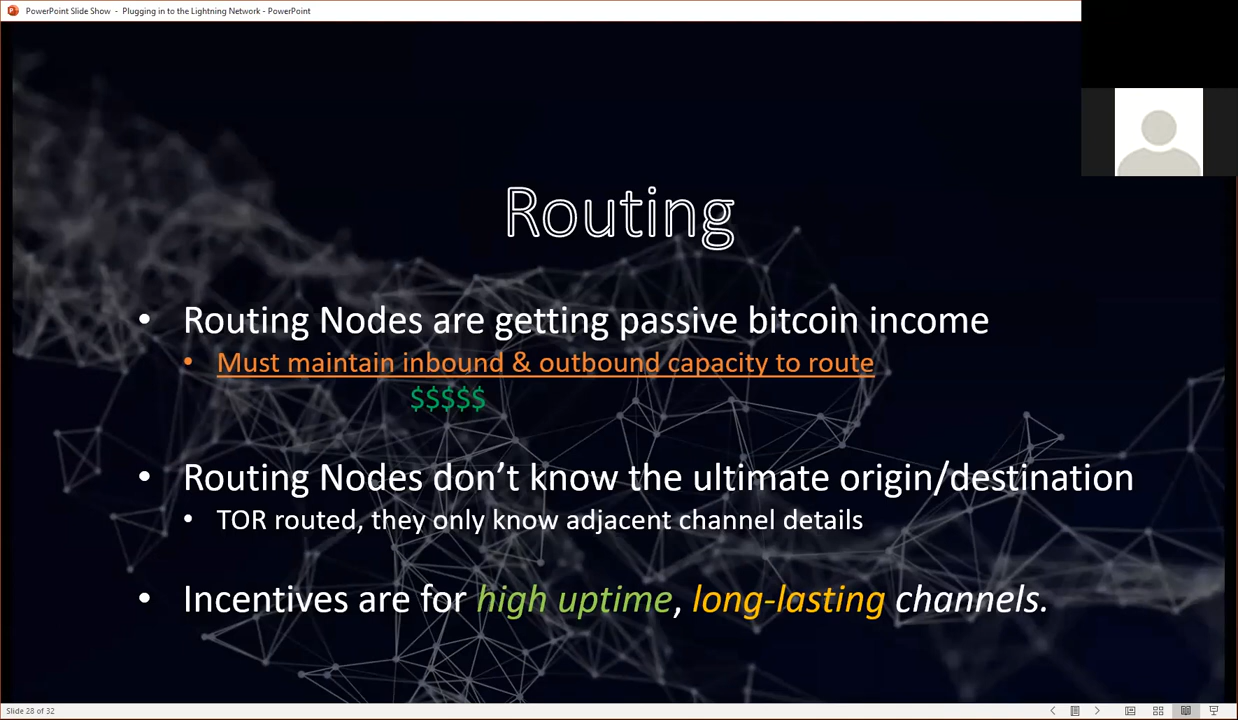 PowerPoint Slide Show - Plugging in to the Lightning Network - PowerPoint
Routing
• Routing Nodes are getting passive bitcoin income
• Must maintain inbound & outbound capacity to route
$$$$$
• Routing Nodes don’t know the ultimate origin/destination
• TOR routed, they only know adjacent channel details
• Incentives are for high uptime, long-lasting channels.
Slide 28 of 32